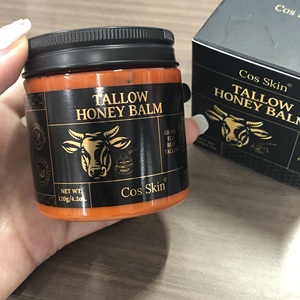 TALLOW
HONEY BALM
NET WT:
120g/4.2oz.
Cos Skin
Cos Skin
TALLOW
HONEY BALM